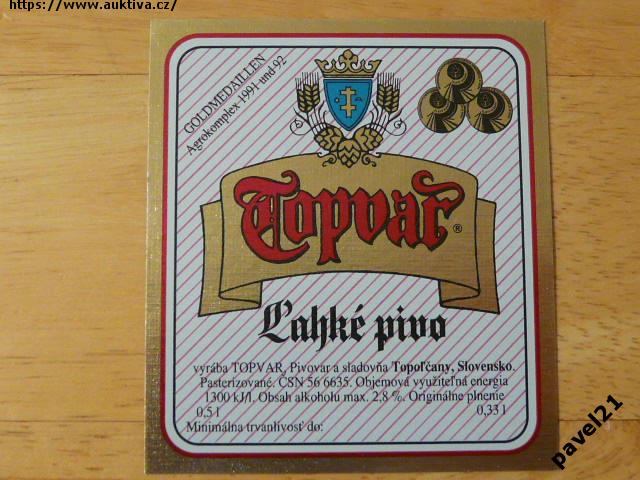 https://www.auktiva.cz/
GOLDMEDAILLEN
Agrokomplex 1991 und 92
Topvar®
Ľahké pivo
vyrába TOPVAR, Pivovar a sladovňa Topoľčany, Slovensko.
Pasterizované. ČSN 56 6635. Objemová využiteľná energia
1300 kJ/l. Obsah alkoholu max. 2,8 %. Originálne plnenie
0,5 l 0,33 l
Minimálna trvanlivosť do:
pavel21